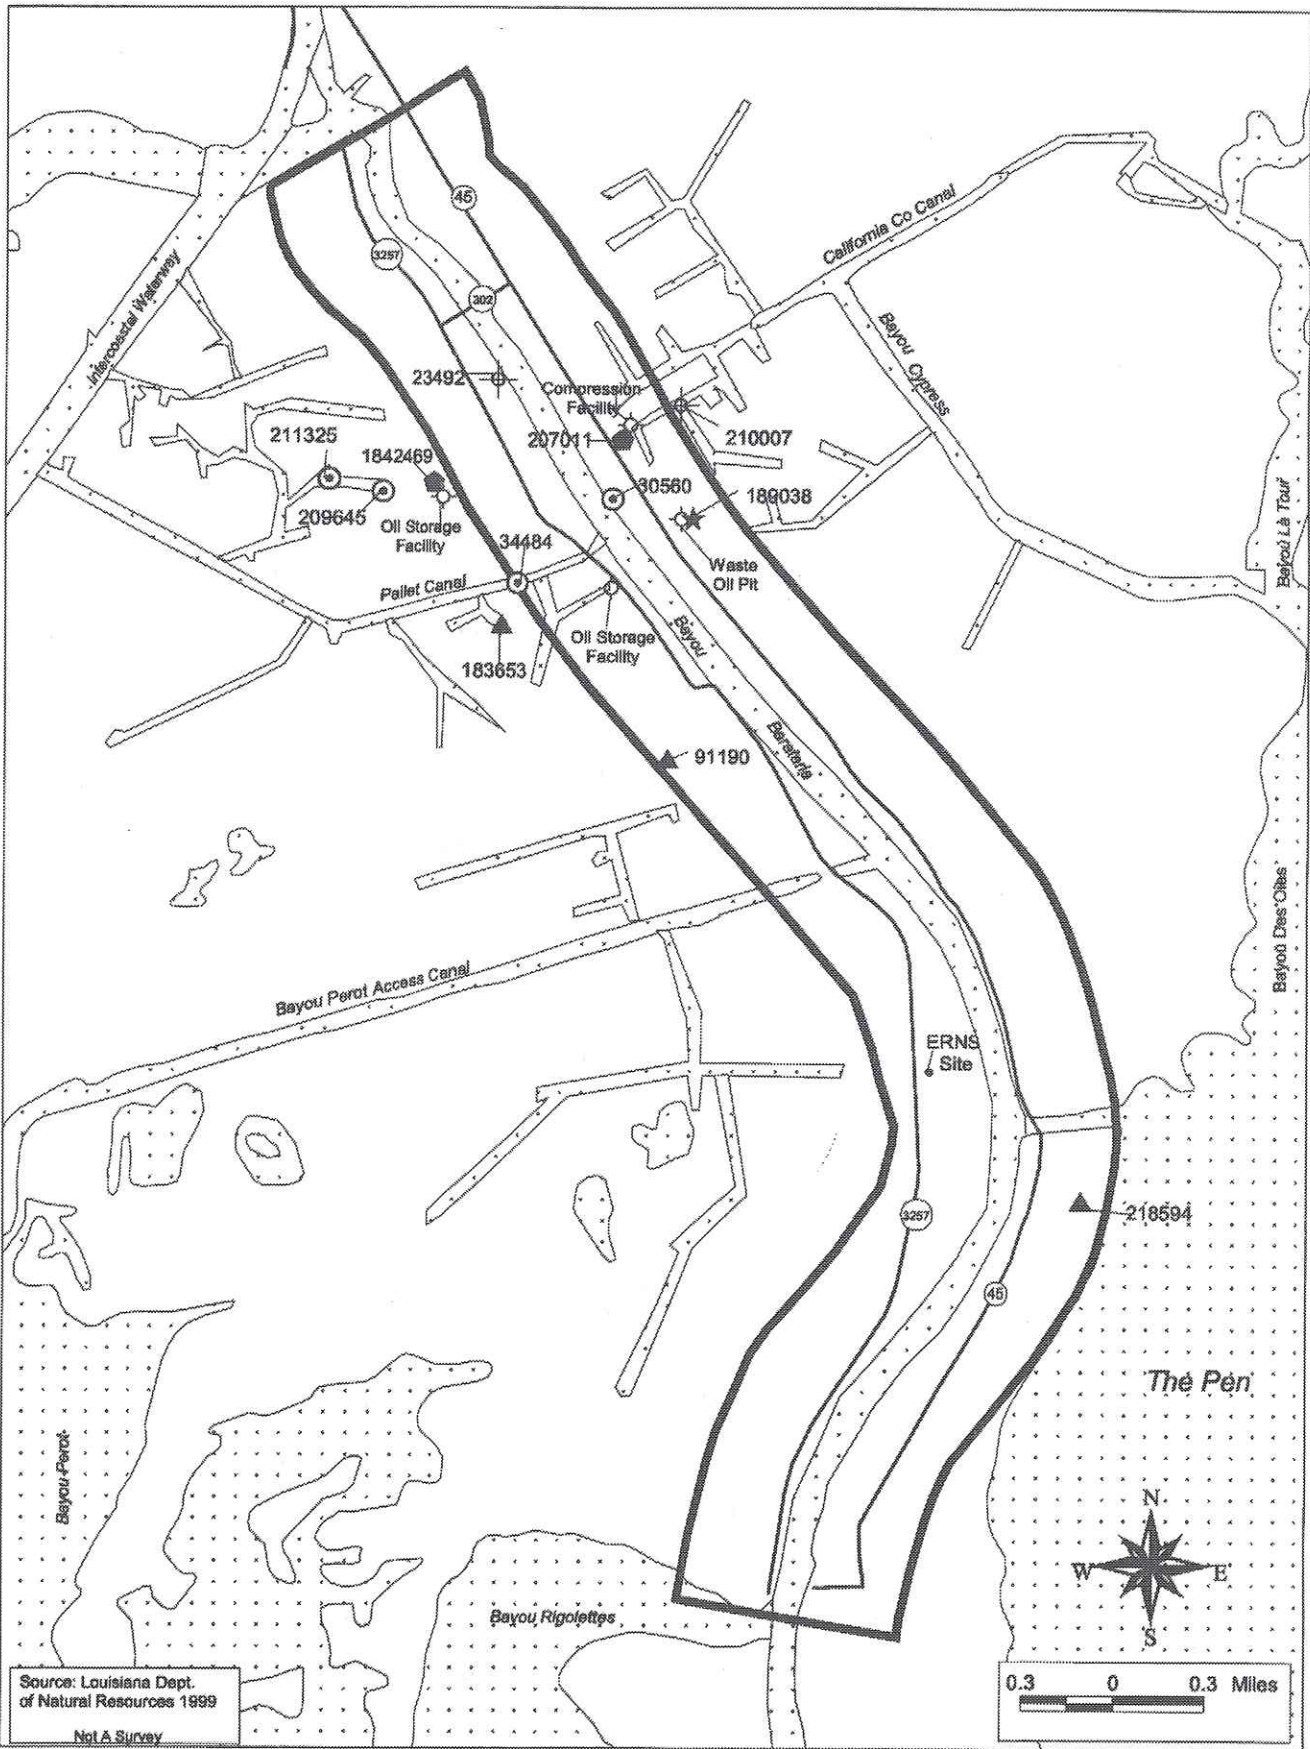 45
3257
302
California Co Canal
Intercoastal Waterway
Bayou Cypress
23492
Compression
Facility
207011
210007
211325
1842469
209645
Oil Storage
Facility
30560
189038
Waste
Oil Pit
34484
Pailet Canal
Oil Storage
Facility
183653
Bayou
Barataria
91190
Bayou La Tour
Bayou Des Oies
Bayou Perot Access Canal
ERNS
Site
3257
218594
45
The Pen
Bayou Perot
Bayou Rigolettes
N
W
E
S
Source: Louisiana Dept.
of Natural Resources 1999
Not A Survey
0.3 0 0.3 Miles